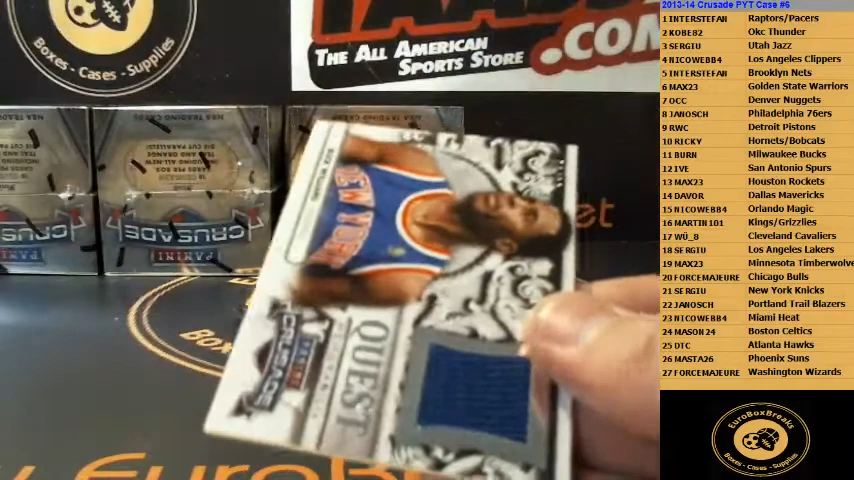 Boxes - Cases - Supplies
THE ALL AMERICAN
SPORTS STORE
.COM
CRUSADE
PANINI
CRUSADE
PANINI
NEW YORK
QUEST
PANINI
CRUSADE
2013-14 Crusade PYT Case #6
1 INTERSTEFAN Raptors/Pacers
2 KOBE82 Okc Thunder
3 SERGIU Utah Jazz
4 NICOWEBB4 Los Angeles Clippers
5 INTERSTEFAN Brooklyn Nets
6 MAX23 Golden State Warriors
7 OCC Denver Nuggets
8 JANOSCH Philadelphia 76ers
9 RWC Detroit Pistons
10 RICKY Hornets/Bobcats
11 BURN Milwaukee Bucks
12 IVE San Antonio Spurs
13 MAX23 Houston Rockets
14 DAVOR Dallas Mavericks
15 NICOWEBB4 Orlando Magic
16 MARTIN101 Kings/Grizzlies
17 WÜ_8 Cleveland Cavaliers
18 SERGIU Los Angeles Lakers
19 MAX23 Minnesota Timberwolve
20 FORCEMAJEURE Chicago Bulls
21 SERGIU New York Knicks
22 JANOSCH Portland Trail Blazers
23 NICOWEBB4 Miami Heat
24 MASON24 Boston Celtics
25 DTC Atlanta Hawks
26 MASTA26 Phoenix Suns
27 FORCEMAJEURE Washington Wizards
EuroBoxBreaks
Boxes - Cases - Supplies